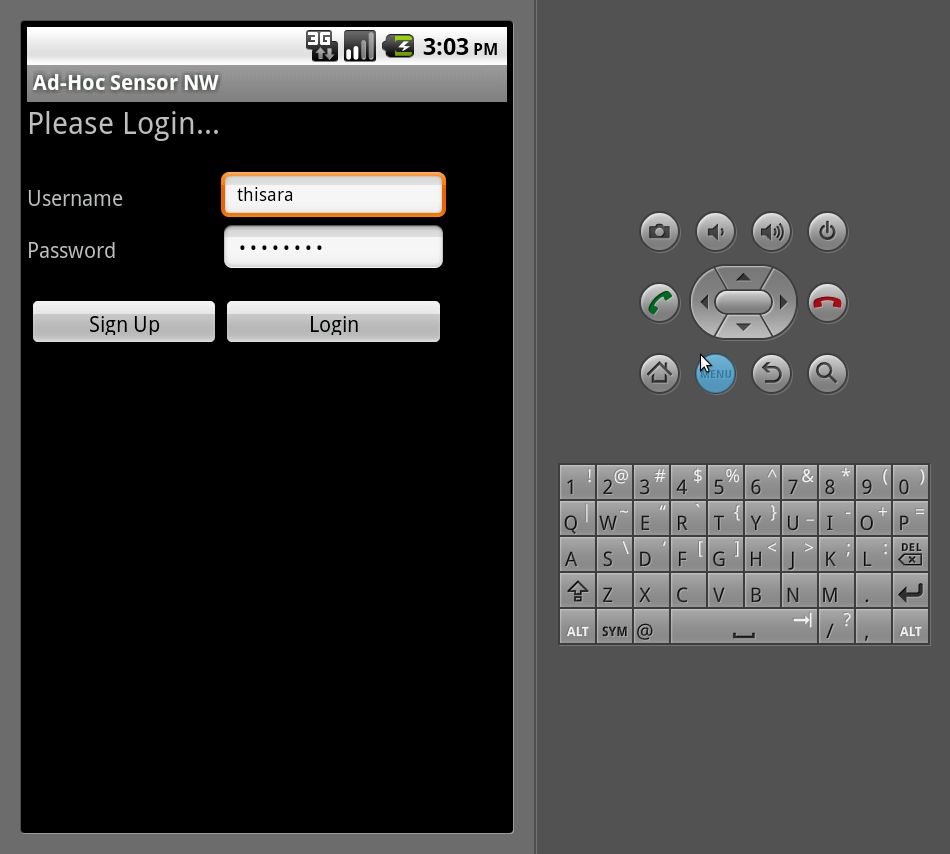 3G 3:03 PM
Ad-Hoc Sensor NW
Please Login...
Username thisara
Password ••••••••
Sign Up Login
MENU
1 ! 2 @ 3 # 4 $ 5 % 6 ^ 7 & 8 * 9 ( 0 )
Q | W ~ E “ R ` T { Y } U _ I - O + P =
A S \ D ‘ F [ G ] H < J > K ; L : DEL
Z X C V B N M .
ALT SYM @ / ? , ALT